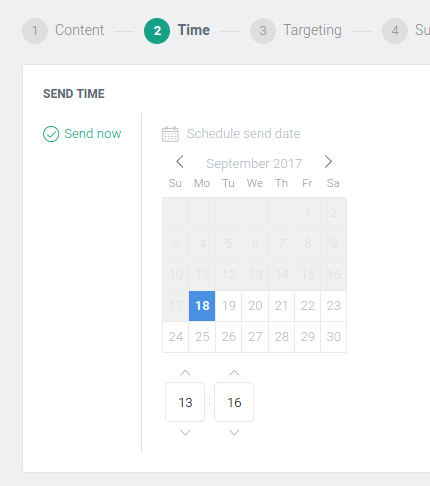 1 Content 2 Time 3 Targeting 4 Su
SEND TIME
Send now Schedule send date
September 2017
Su Mo Tu We Th Fr Sa
1 2
3 4 5 6 7 8 9
10 11 12 13 14 15 16
17 18 19 20 21 22 23
24 25 26 27 28 29 30
13 : 16